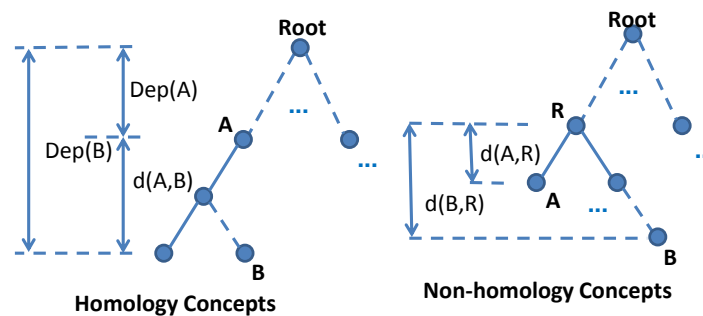 Root
Dep(A)
...
A
Dep(B)
...
d(A,B)
B
Homology Concepts
Root
...
R
d(A,R)
...
A
d(B,R)
...
B
Non-homology Concepts